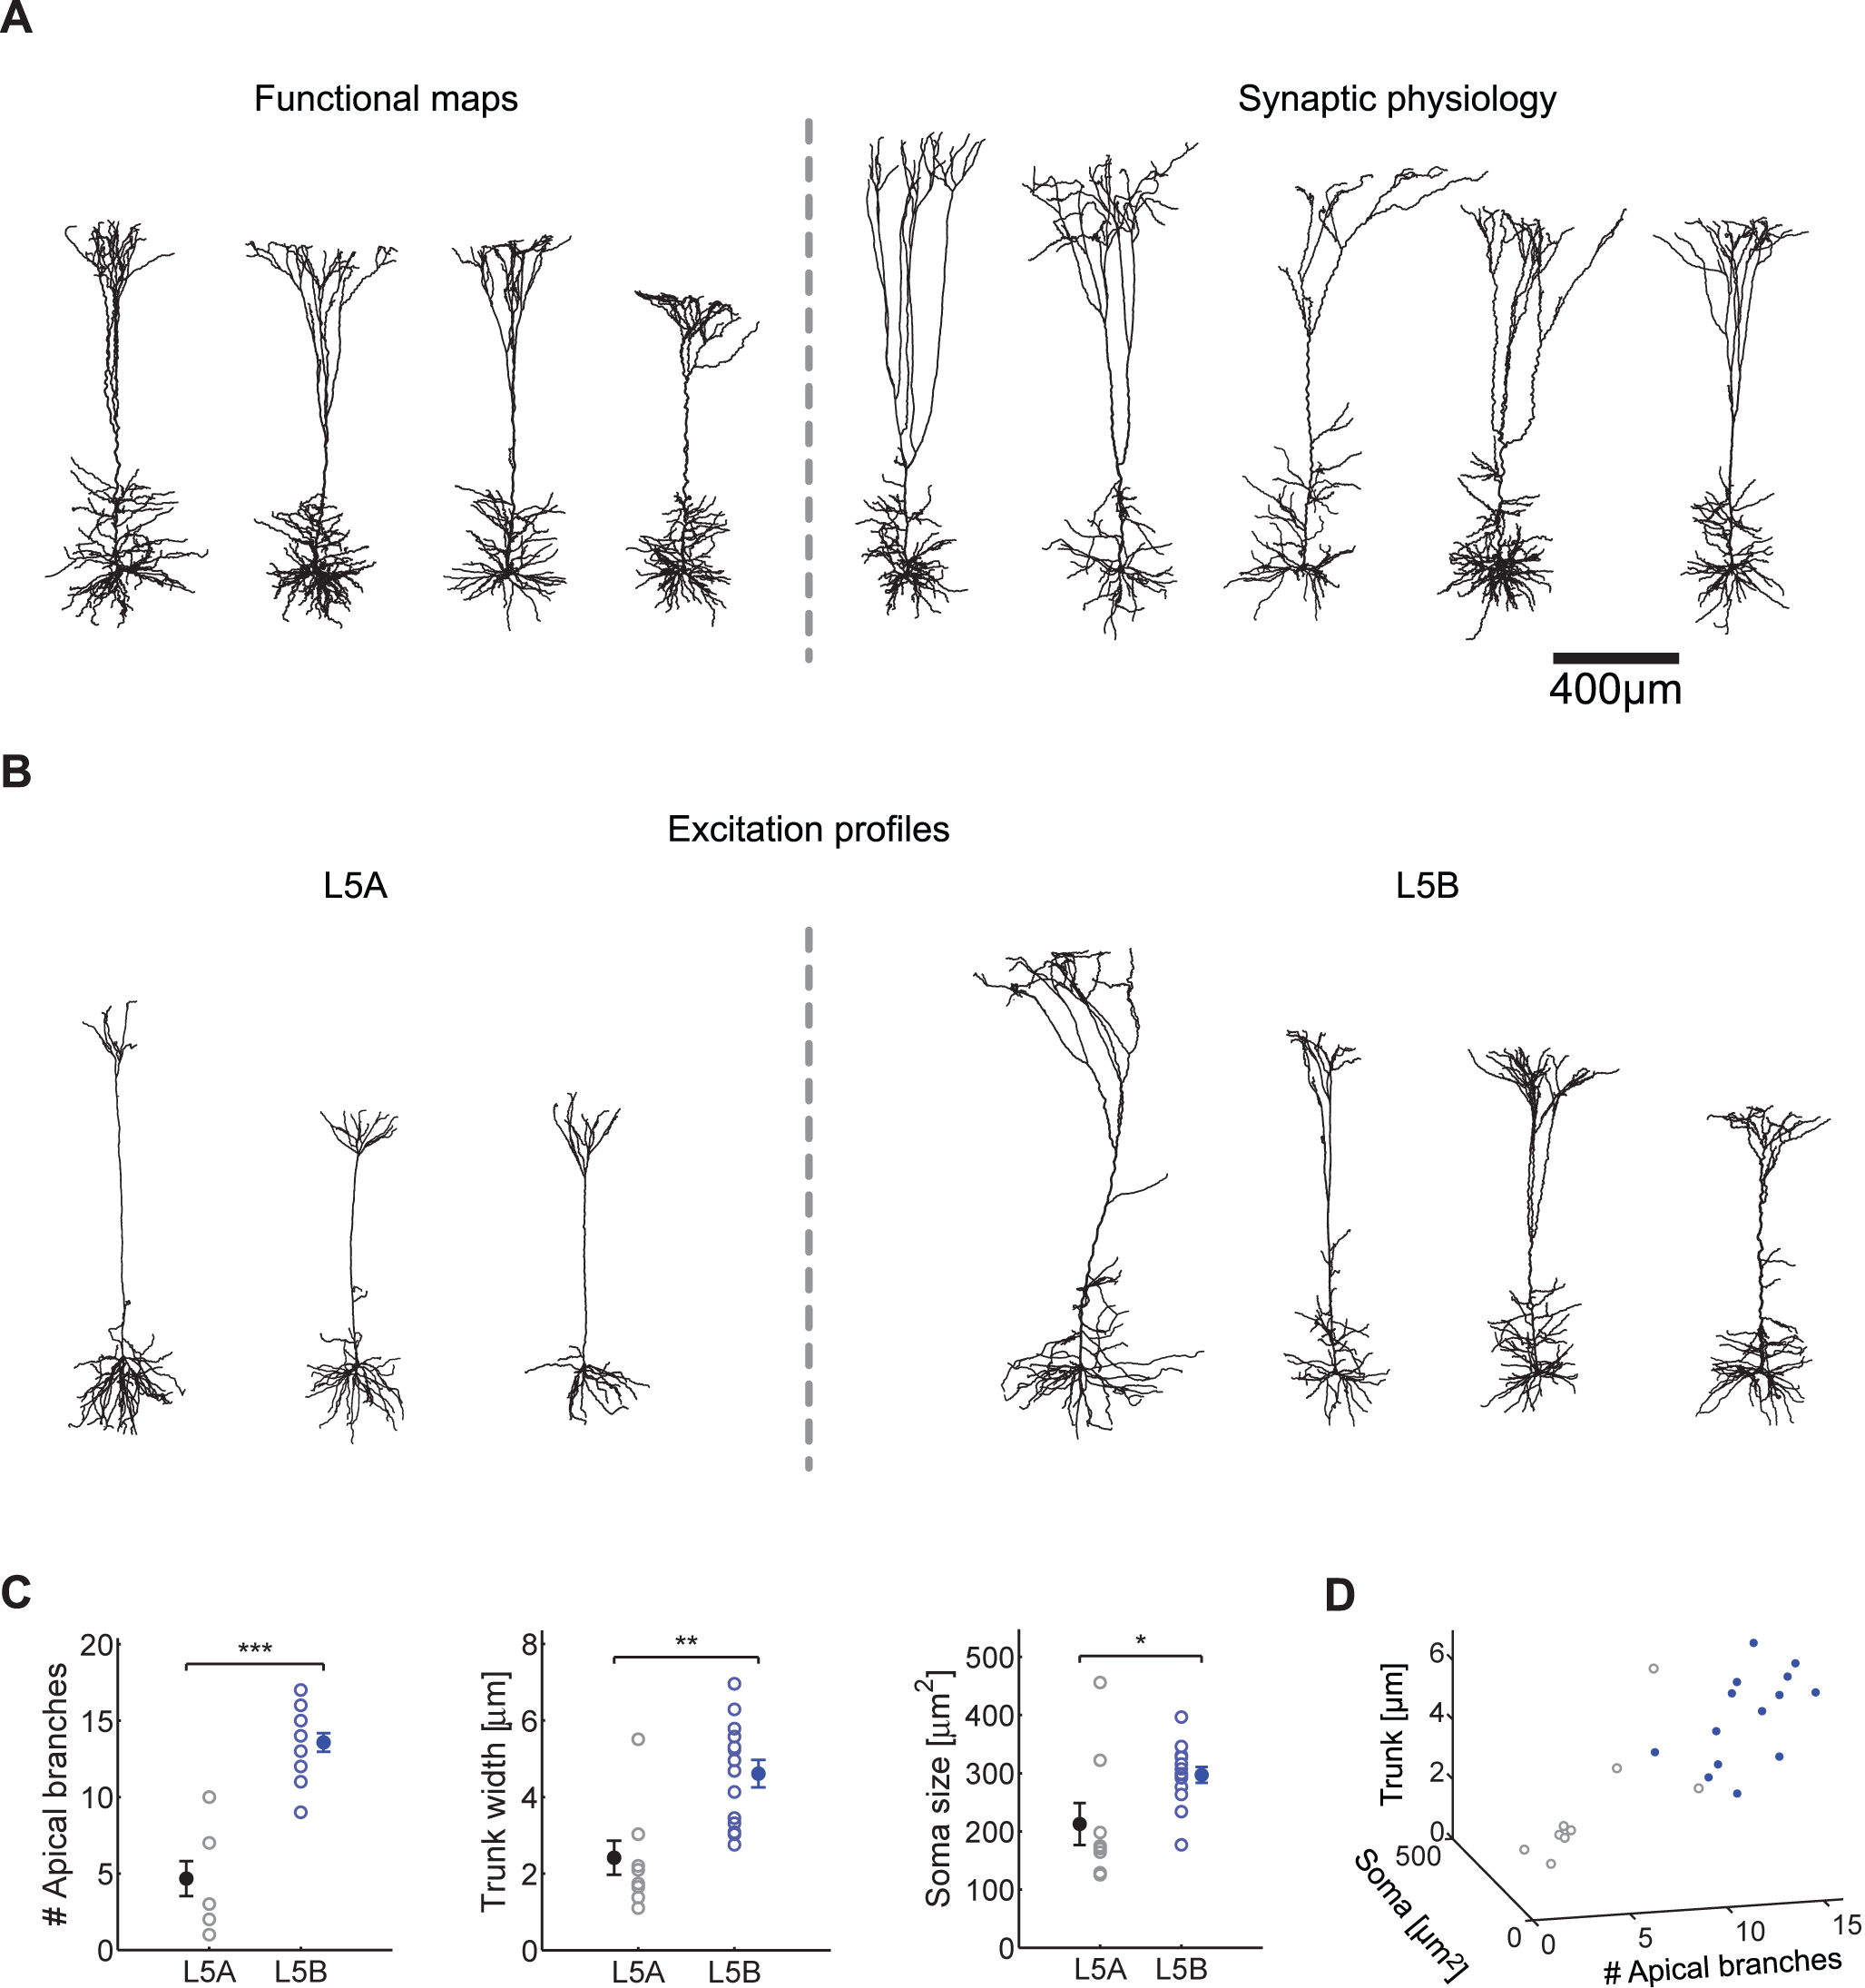 A
Functional maps
Synaptic physiology
400µm
B
Excitation profiles
L5A
L5B
C
# Apical branches
20
15
10
5
0
***
L5A
L5B
Trunk width [µm]
8
6
4
2
0
**
L5A
L5B
Soma size [µm²]
500
400
300
200
100
0
*
L5A
L5B
D
Trunk [µm]
6
4
2
0
500
Soma [µm²]
0
0
5
10
15
# Apical branches